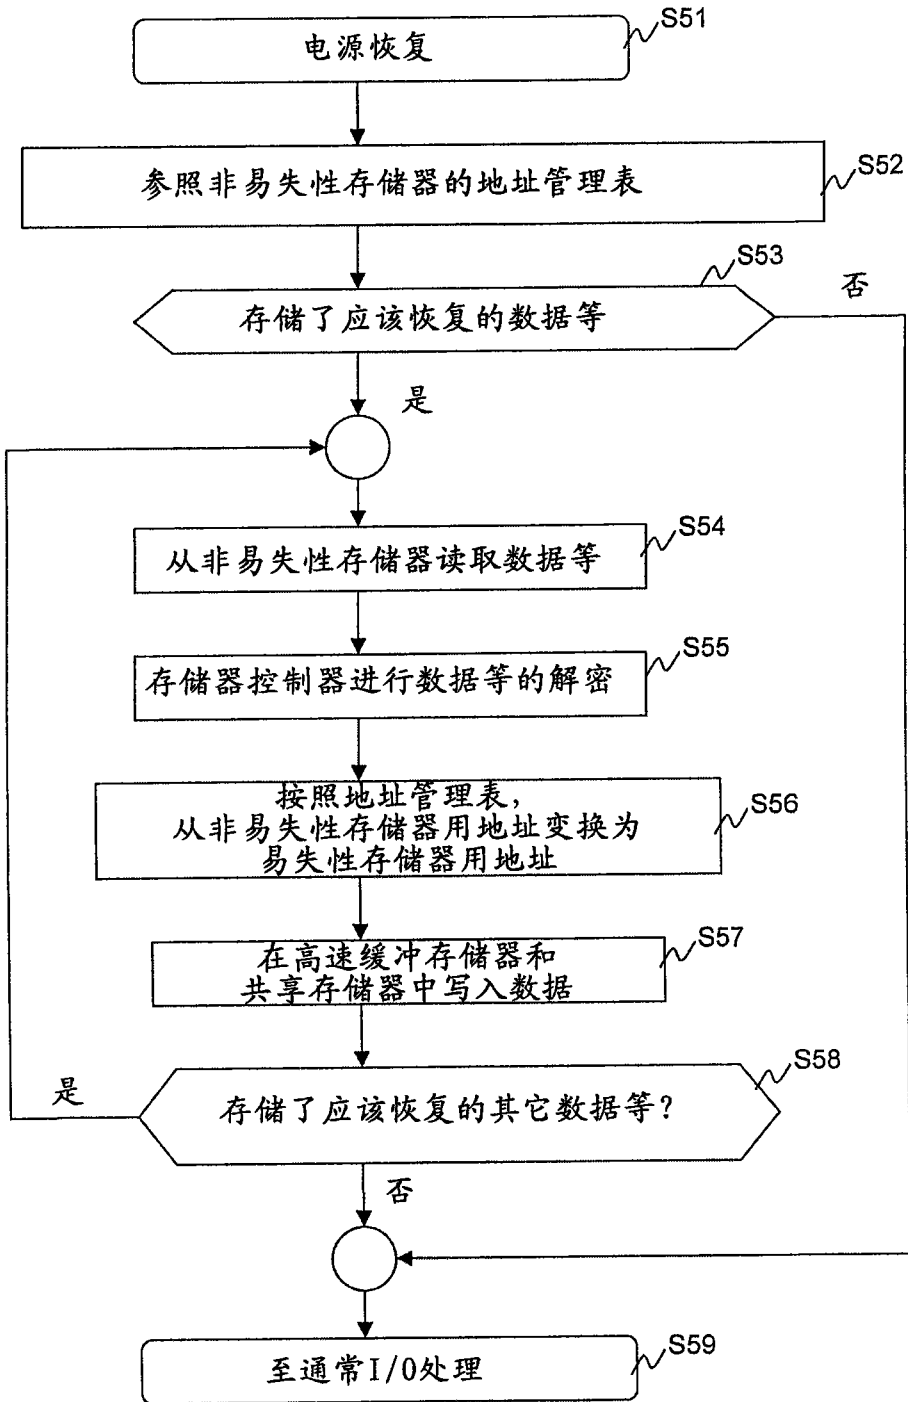 电源恢复
S51
参照非易失性存储器的地址管理表
S52
存储了应该恢复的数据等
S53
否
是
从非易失性存储器读取数据等
S54
存储器控制器进行数据等的解密
S55
按照地址管理表，
从非易失性存储器用地址变换为
易失性存储器用地址
S56
在高速缓冲存储器和
共享存储器中写入数据
S57
存储了应该恢复的其它数据等？
S58
是
否
至通常I/O处理
S59